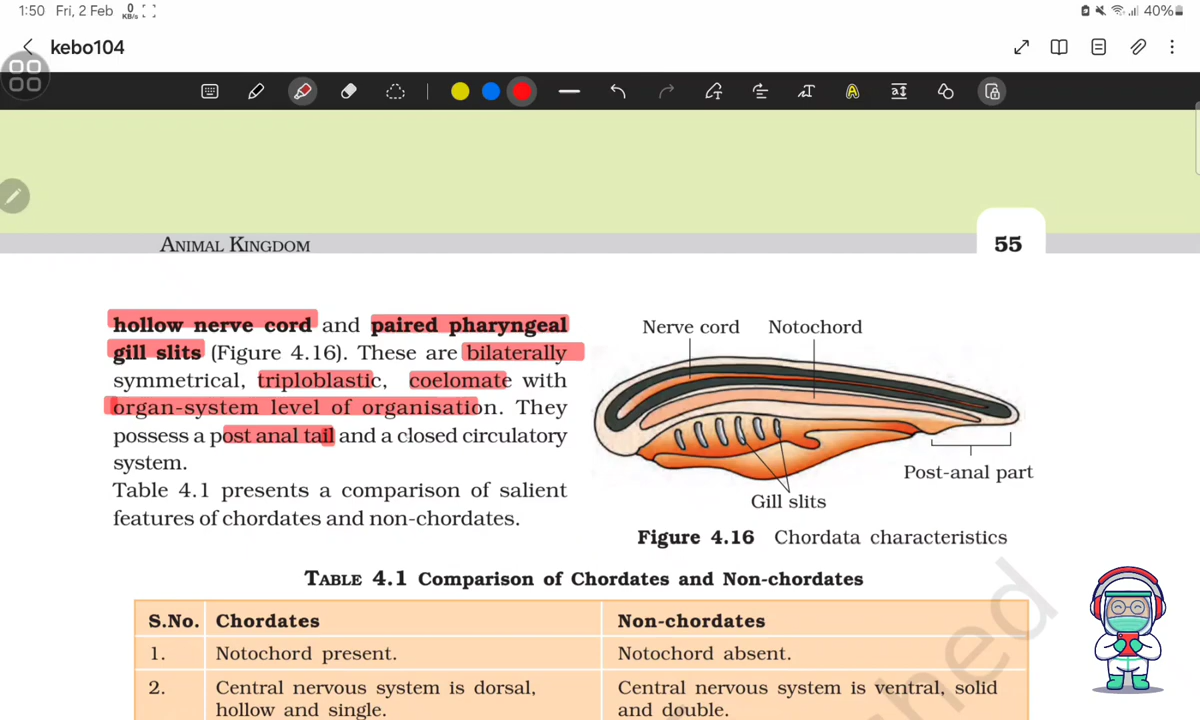 1:50 Fri, 2 Feb 0 KB/s 40%
kebo104
ANIMAL KINGDOM
55
hollow nerve cord and paired pharyngeal
gill slits (Figure 4.16). These are bilaterally
symmetrical, triploblastic, coelomate with
organ-system level of organisation. They
possess a post anal tail and a closed circulatory
system.
Table 4.1 presents a comparison of salient
features of chordates and non-chordates.
Nerve cord Notochord
Post-anal part
Gill slits
Figure 4.16 Chordata characteristics
TABLE 4.1 Comparison of Chordates and Non-chordates
S.No. Chordates Non-chordates
1. Notochord present. Notochord absent.
2. Central nervous system is dorsal, Central nervous system is ventral, solid
hollow and single. and double.